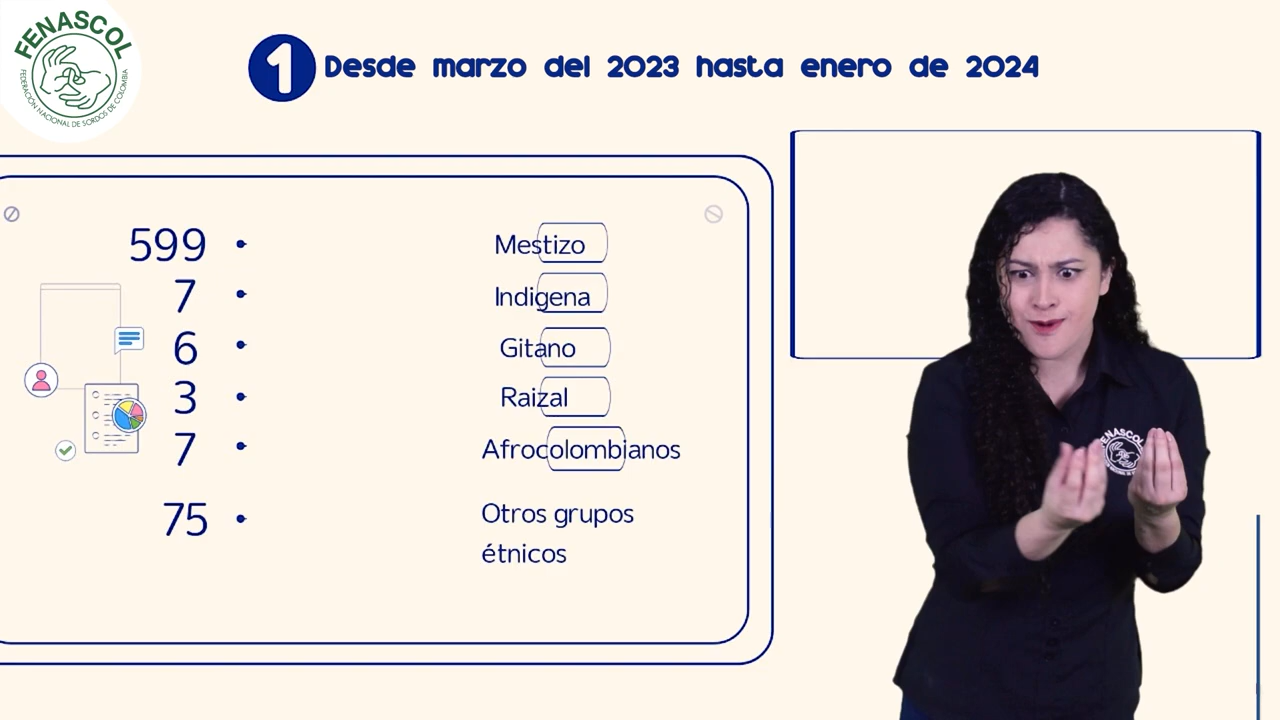 FENASCOL
FEDERACIÓN NACIONAL DE SORDOS DE COLOMBIA
1 Desde marzo del 2023 hasta enero de 2024
599 • Mestizo
7 • Indigena
6 • Gitano
3 • Raizal
7 • Afrocolombianos
75 • Otros grupos
étnicos
FENASCOL